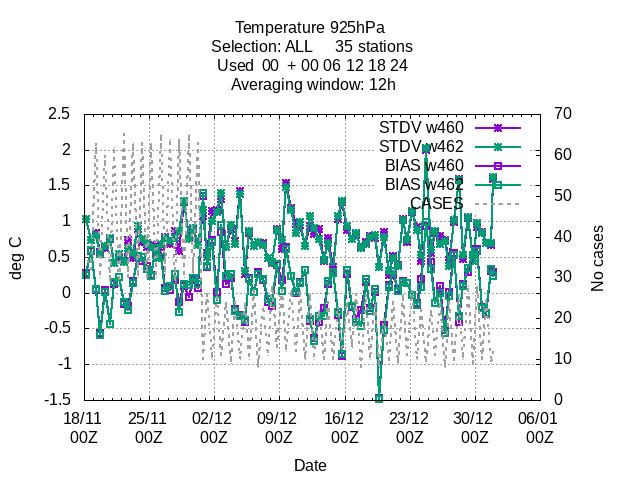 Temperature 925hPa
Selection: ALL 35 stations
Used 00 + 00 06 12 18 24
Averaging window: 12h
2.5 70
STDV w460
2 60
STDV w462
BIAS w460
1.5 50
BIAS w462
CASES
1 40
0.5 30
0 20
-0.5 10
-1 0
-1.5
deg C
No cases
18/11 25/11 02/12 09/12 16/12 23/12 30/12 06/01
00Z 00Z 00Z 00Z 00Z 00Z 00Z 00Z
Date